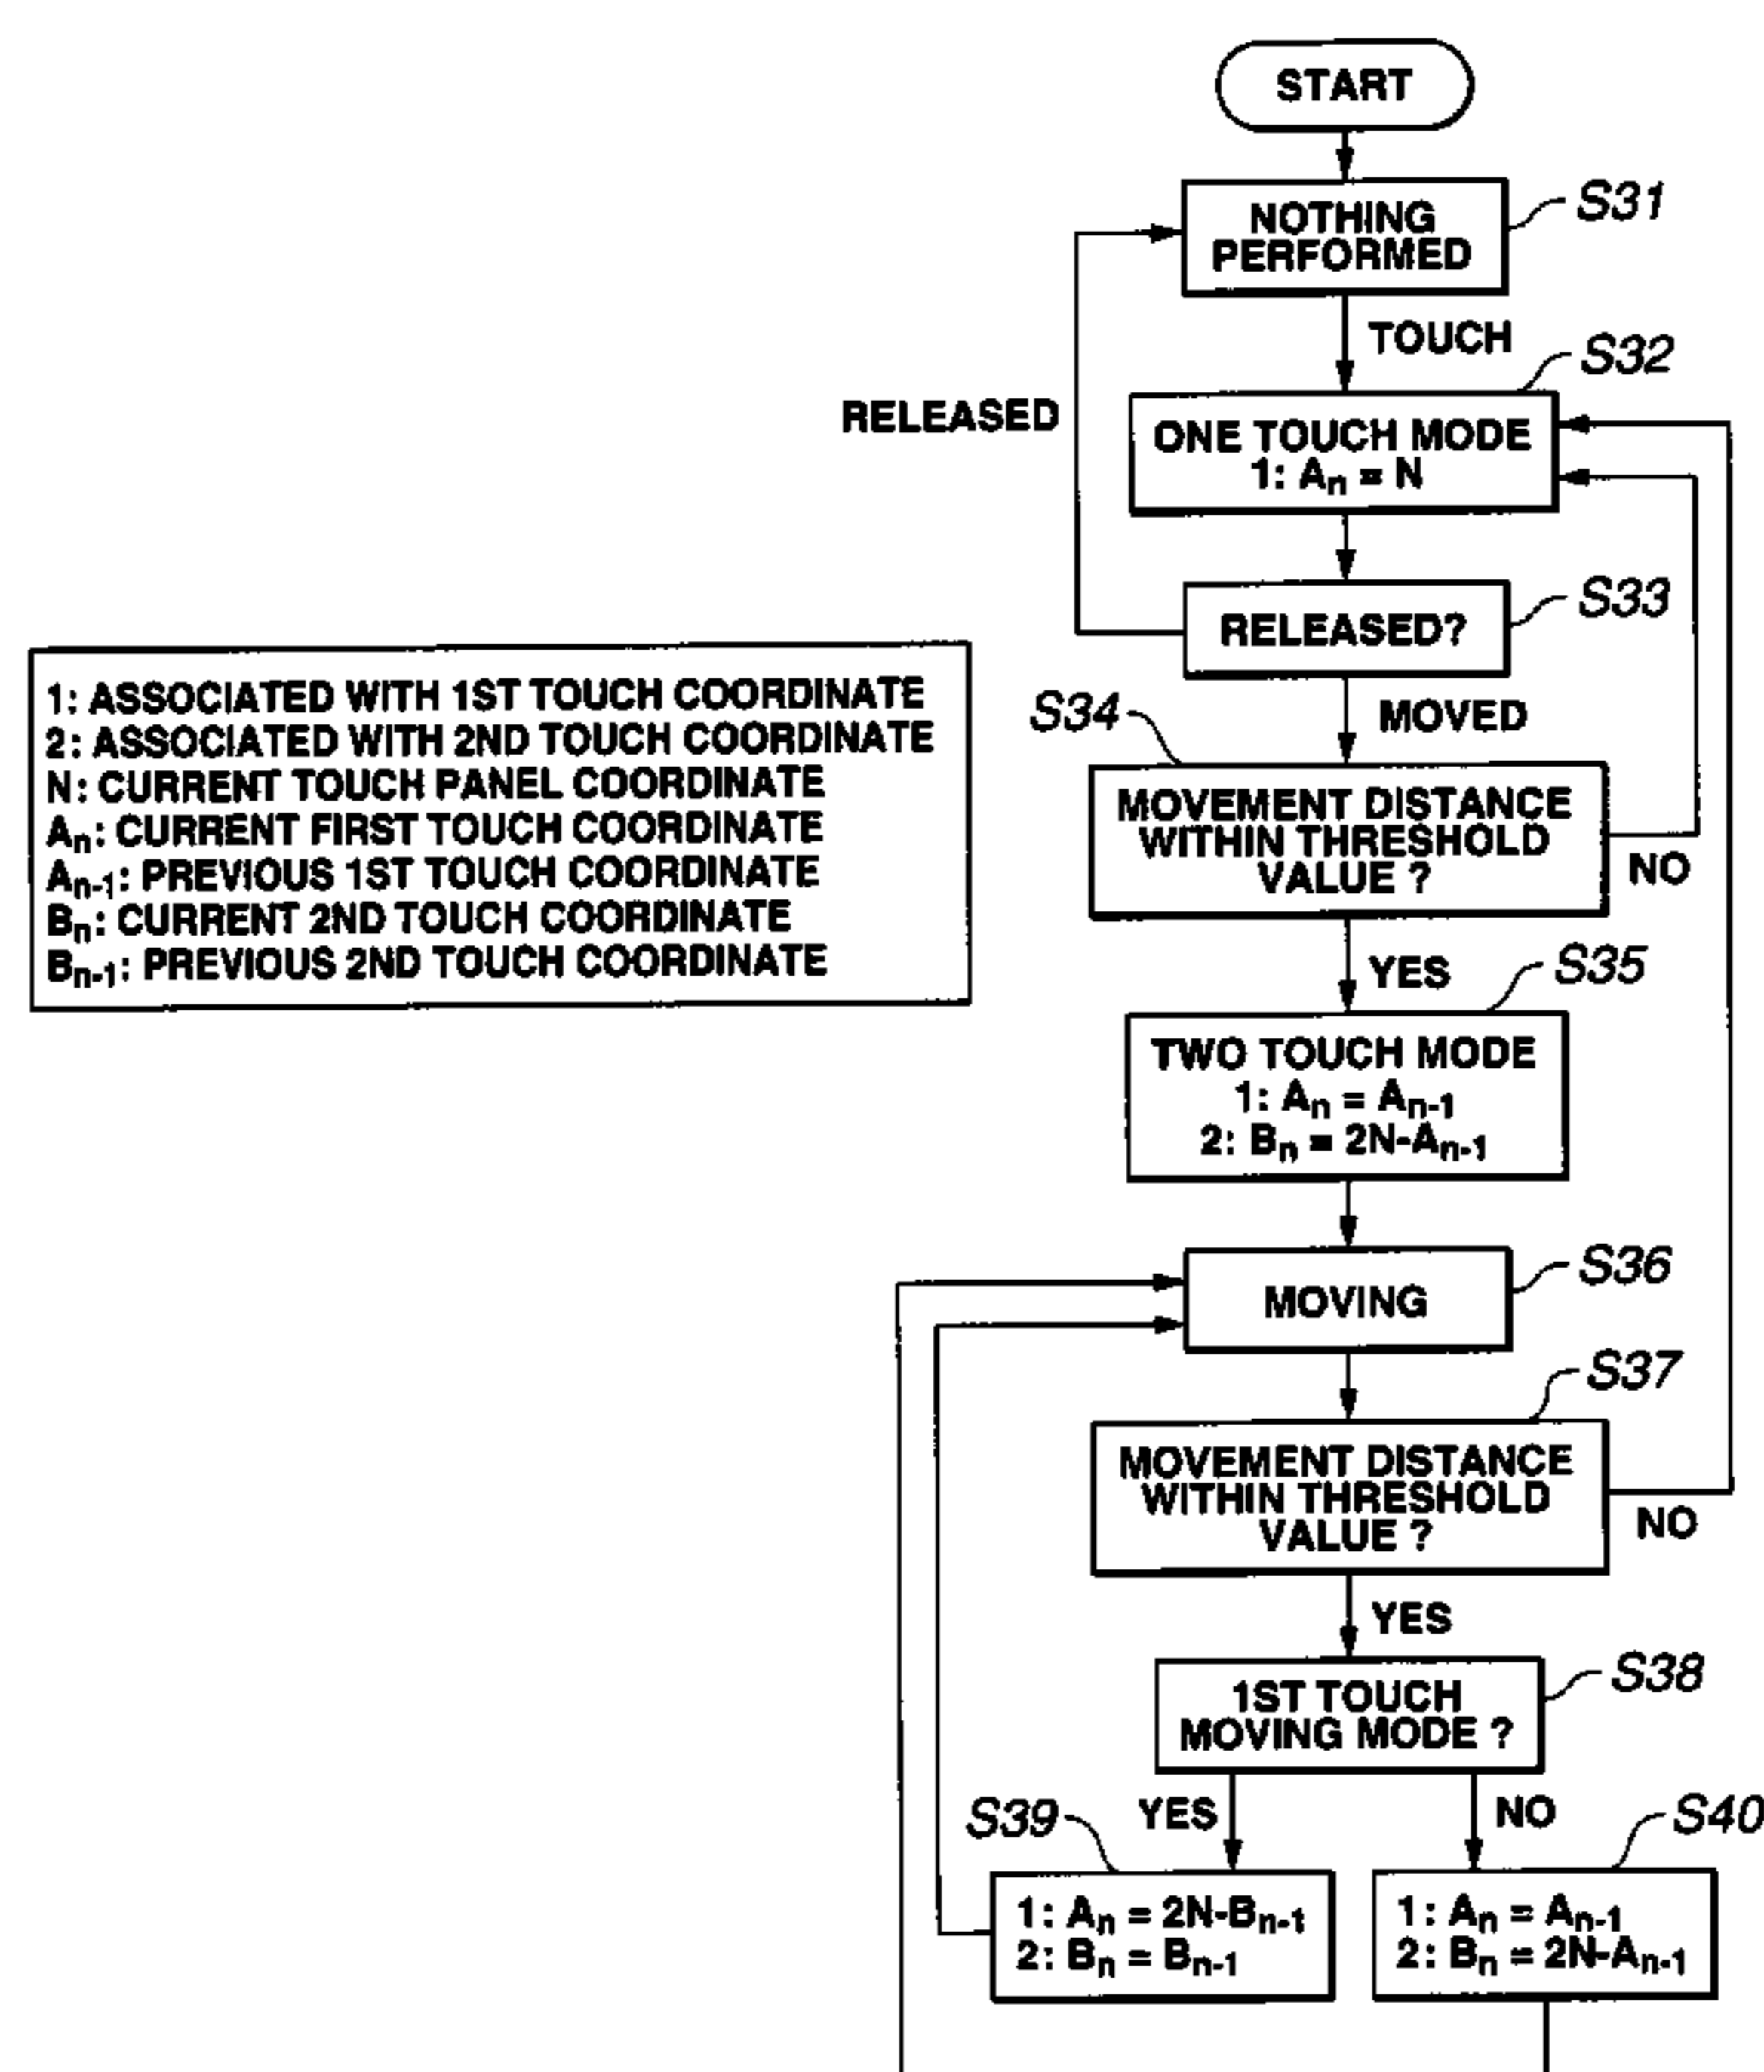 START
NOTHING
PERFORMED
S31
TOUCH
S32
RELEASED
ONE TOUCH MODE
1: An = N
RELEASED?
S33
MOVED
S34
MOVEMENT DISTANCE
WITHIN THRESHOLD
VALUE ?
NO
1: ASSOCIATED WITH 1ST TOUCH COORDINATE
2: ASSOCIATED WITH 2ND TOUCH COORDINATE
N: CURRENT TOUCH PANEL COORDINATE
An: CURRENT FIRST TOUCH COORDINATE
An-1: PREVIOUS 1ST TOUCH COORDINATE
Bn: CURRENT 2ND TOUCH COORDINATE
Bn-1: PREVIOUS 2ND TOUCH COORDINATE
YES
S35
TWO TOUCH MODE
1: An = An-1
2: Bn = 2N-An-1
MOVING
S36
S37
MOVEMENT DISTANCE
WITHIN THRESHOLD
VALUE ?
NO
YES
1ST TOUCH
MOVING MODE ?
S38
S39
YES
NO
S40
1: An = 2N-Bn-1
2: Bn = Bn-1
1: An = An-1
2: Bn = 2N-An-1